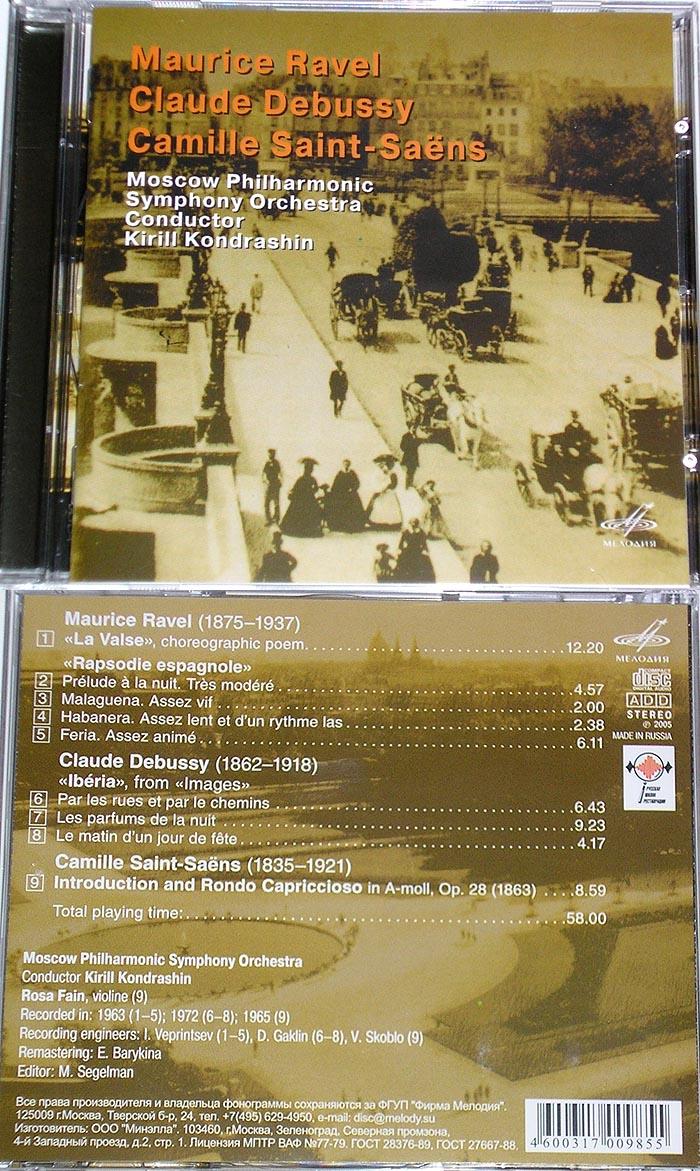 Maurice Ravel
Claude Debussy
Camille Saint-Saëns
Moscow Philharmonic
Symphony Orchestra
Conductor
Kirill Kondrashin
МЕЛОДИЯ
Maurice Ravel (1875–1937)
1 «La Valse», choreographic poem. 12.20
«Rapsodie espagnole»
2 Prélude à la nuit. Très modéré 4.57
3 Malaguena. Assez vif 2.00
4 Habanera. Assez lent et d'un rythme las 2.38
5 Feria. Assez animé 6.11
Claude Debussy (1862–1918)
«Ibéria», from «Images»
6 Par les rues et par le chemins 6.43
7 Les parfums de la nuit 9.23
8 Le matin d'un jour de fête 4.17
Camille Saint-Saëns (1835–1921)
9 Introduction and Rondo Capriccioso in A-moll, Op. 28 (1863) 8.59
Total playing time: 58.00
МЕЛОДИЯ
COMPACT
disc
DIGITAL AUDIO
ADD
STEREO
℗ 2005
MADE IN RUSSIA
Moscow Philharmonic Symphony Orchestra
Conductor Kirill Kondrashin
Rosa Fain, violine (9)
Recorded in: 1963 (1–5); 1972 (6–8); 1965 (9)
Recording engineers: I. Veprintsev (1–5), D. Gaklin (6–8), V. Skoblo (9)
Remastering: E. Barykina
Editor: M. Segelman
Все права производителя и владельца фонограммы сохраняются за ФГУП "Фирма Мелодия".
125009 г.Москва, Тверской б-р, 24, тел. +7(495) 629-4950, e-mail: disc@melody.su
Изготовитель: ООО "Минэлла". 103460, г.Москва, Зеленоград, Северная промзона,
4-й Западный проезд, д.2, стр. 1. Лицензия МПТР ВАФ №77-79. ГОСТ 28376-89, ГОСТ 27667-88.
4600317009855